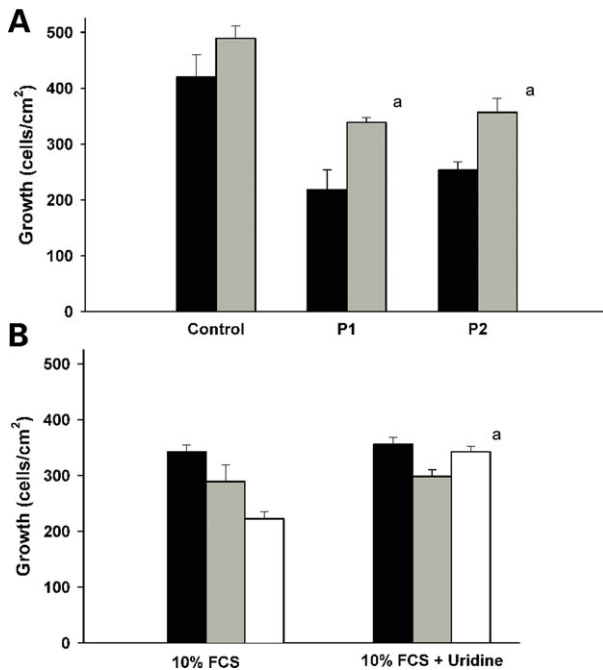 A
Growth (cells/cm²)
500
400
300
200
100
0
a
a
Control P1 P2
B
Growth (cells/cm²)
500
400
300
200
100
0
a
10% FCS 10% FCS + Uridine